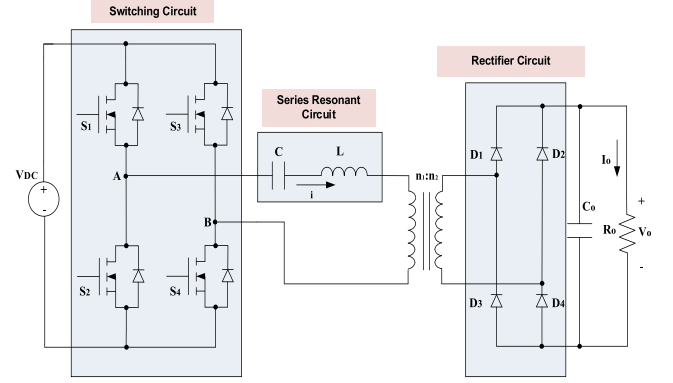 Switching Circuit
Rectifier Circuit
Series Resonant
Circuit
S1
S3
C
L
D1
D2
Io
VDC
+
-
A
i
n1:n2
B
Co
+
Ro
Vo
-
S2
S4
D3
D4